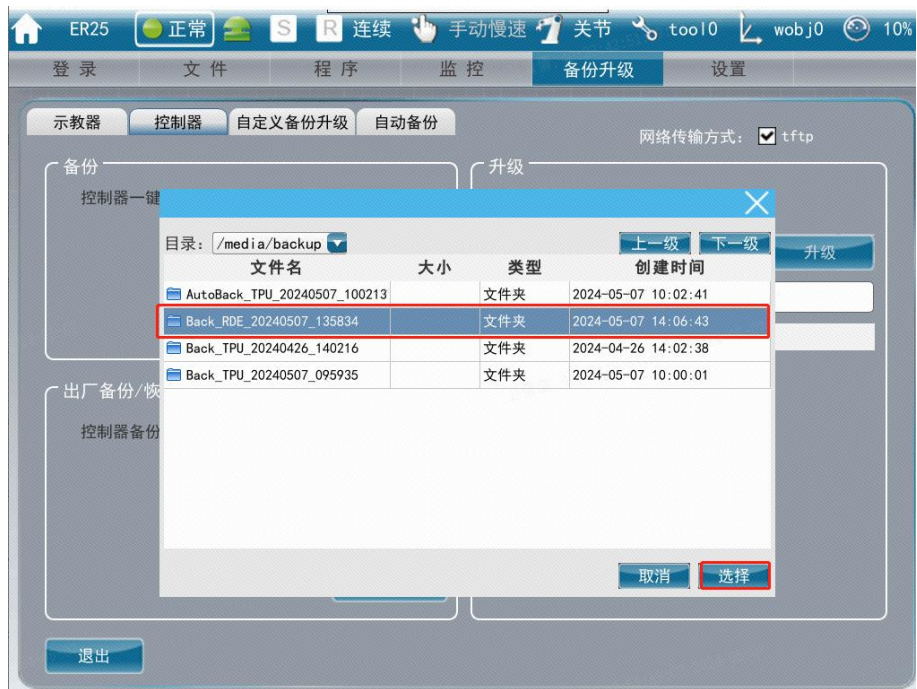 ER25 正常 S R 连续 手动慢速 关节 tool0 wobj0 10%
登录 文件 程序 监控 备份升级 设置
示教器 控制器 自定义备份升级 自动备份
网络传输方式： tftp
备份 升级
控制器一键
目录： /media/backup 上一级 下一级 升级
文件名 大小 类型 创建时间
AutoBack_TPU_20240507_100213 文件夹 2024-05-07 10:02:41
Back_RDE_20240507_135834 文件夹 2024-05-07 14:06:43
Back_TPU_20240426_140216 文件夹 2024-04-26 14:02:38
Back_TPU_20240507_095935 文件夹 2024-05-07 10:00:01
出厂备份/恢
控制器备份
取消 选择
退出